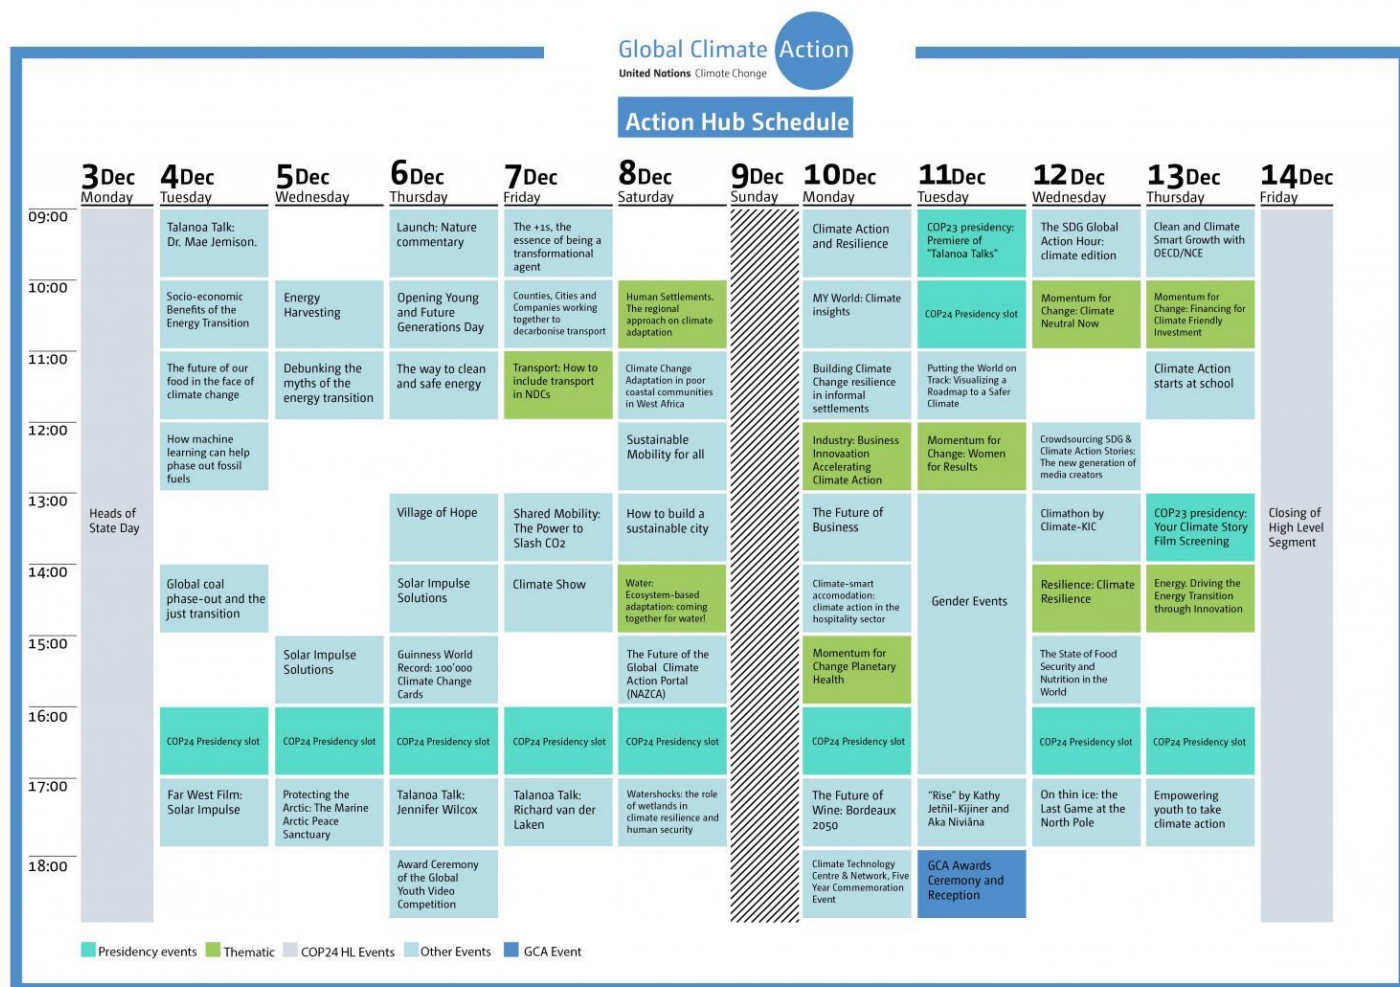 Global Climate Action
United Nations Climate Change
Action Hub Schedule
3Dec
Monday
4Dec
Tuesday
5Dec
Wednesday
6Dec
Thursday
7Dec
Friday
8Dec
Saturday
9Dec
Sunday
10Dec
Monday
11Dec
Tuesday
12Dec
Wednesday
13Dec
Thursday
14Dec
Friday
09:00
Talanoa Talk:
Dr. Mae Jemison.
Launch: Nature
commentary
The +1s, the
essence of being a
transformational
agent
Climate Action
and Resilience
COP23 presidency:
Premiere of
"Talanoa Talks"
The SDG Global
Action Hour:
climate edition
Clean and Climate
Smart Growth with
OECD/NCE
10:00
Socio-economic
Benefits of the
Energy Transition
Energy
Harvesting
Opening Young
and Future
Generations Day
Counties, Cities and
Companies working
together to
decarbonise transport
Human Settlements.
The regional
approach on climate
adaptation
MY World: Climate
insights
COP24 Presidency slot
Momentum for
Change: Climate
Neutral Now
Momentum for
Change: Financing for
Climate Friendly
Investment
11:00
The future of our
food in the face of
climate change
Debunking the
myths of the
energy transition
The way to clean
and safe energy
Transport: How to
include transport
in NDCs
Climate Change
Adaptation in poor
coastal communities
in West Africa
Building Climate
Change resilience
in informal
settlements
Putting the World on
Track: Visualizing a
Roadmap to a Safer
Climate
Climate Action
starts at school
12:00
How machine
learning can help
phase out fossil
fuels
Sustainable
Mobility for all
Industry: Business
Innovaation
Accelerating
Climate Action
Momentum for
Change: Women
for Results
Crowdsourcing SDG &
Climate Action Stories:
The new generation of
media creators
13:00
Heads of
State Day
Village of Hope
Shared Mobility:
The Power to
Slash CO2
How to build a
sustainable city
The Future of
Business
Climathon by
Climate-KIC
COP23 presidency:
Your Climate Story
Film Screening
Closing of
High Level
Segment
14:00
Global coal
phase-out and the
just transition
Solar Impulse
Solutions
Climate Show
Water:
Ecosystem-based
adaptation: coming
together for water!
Climate-smart
accomodation:
climate action in the
hospitality sector
Gender Events
Resilience: Climate
Resilience
Energy. Driving the
Energy Transition
through Innovation
15:00
Solar Impulse
Solutions
Guinness World
Record: 100'000
Climate Change
Cards
The Future of the
Global Climate
Action Portal
(NAZCA)
Momentum for
Change Planetary
Health
The State of Food
Security and
Nutrition in the
World
16:00
COP24 Presidency slot
COP24 Presidency slot
COP24 Presidency slot
COP24 Presidency slot
COP24 Presidency slot
COP24 Presidency slot
COP24 Presidency slot
COP24 Presidency slot
17:00
Far West Film:
Solar Impulse
Protecting the
Arctic: The Marine
Arctic Peace
Sanctuary
Talanoa Talk:
Jennifer Wilcox
Talanoa Talk:
Richard van der
Laken
Watershocks: the role
of wetlands in
climate resilience and
human security
The Future of
Wine: Bordeaux
2050
"Rise" by Kathy
Jetñil-Kijiner and
Aka Niviâna
On thin ice: the
Last Game at the
North Pole
Empowering
youth to take
climate action
18:00
Award Ceremony
of the Global
Youth Video
Competition
Climate Technology
Centre & Network, Five
Year Commemoration
Event
GCA Awards
Ceremony and
Reception
Presidency events
Thematic
COP24 HL Events
Other Events
GCA Event